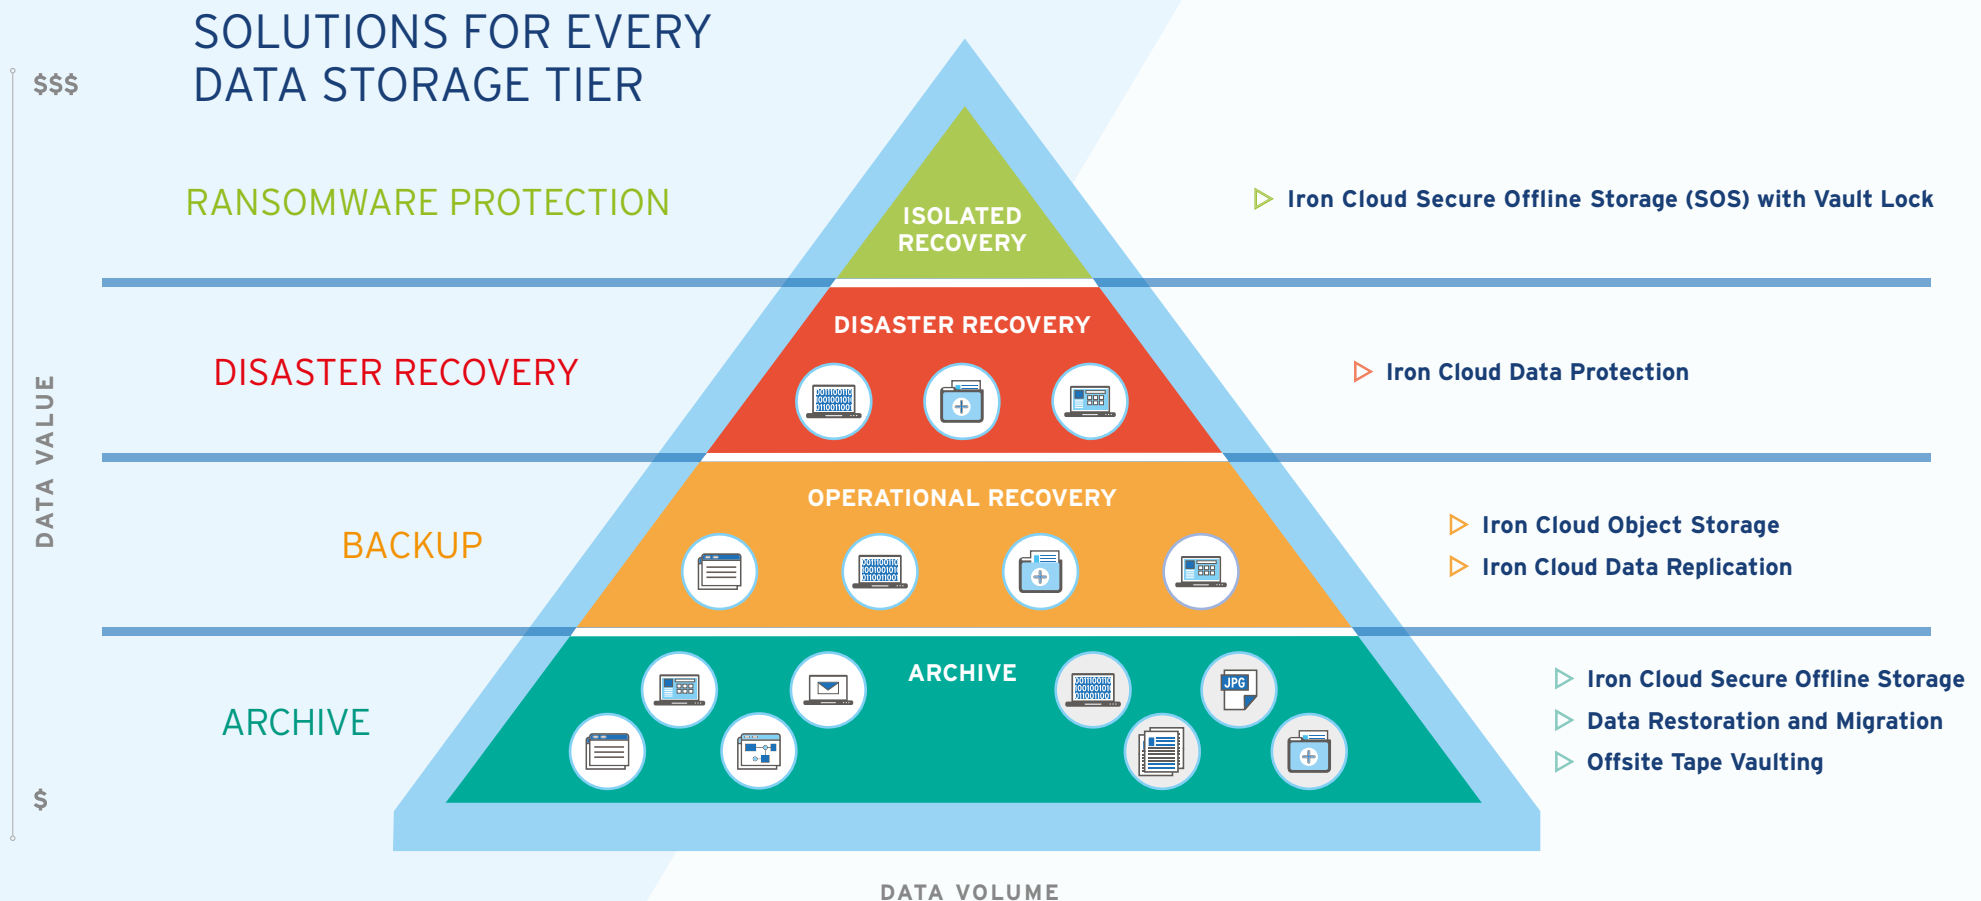 SOLUTIONS FOR EVERY
DATA STORAGE TIER
$$$
RANSOMWARE PROTECTION
ISOLATED
RECOVERY
Iron Cloud Secure Offline Storage (SOS) with Vault Lock
DISASTER RECOVERY
DISASTER RECOVERY
Iron Cloud Data Protection
DATA VALUE
BACKUP
OPERATIONAL RECOVERY
Iron Cloud Object Storage
Iron Cloud Data Replication
ARCHIVE
ARCHIVE
JPG
Iron Cloud Secure Offline Storage
Data Restoration and Migration
Offsite Tape Vaulting
$
DATA VOLUME